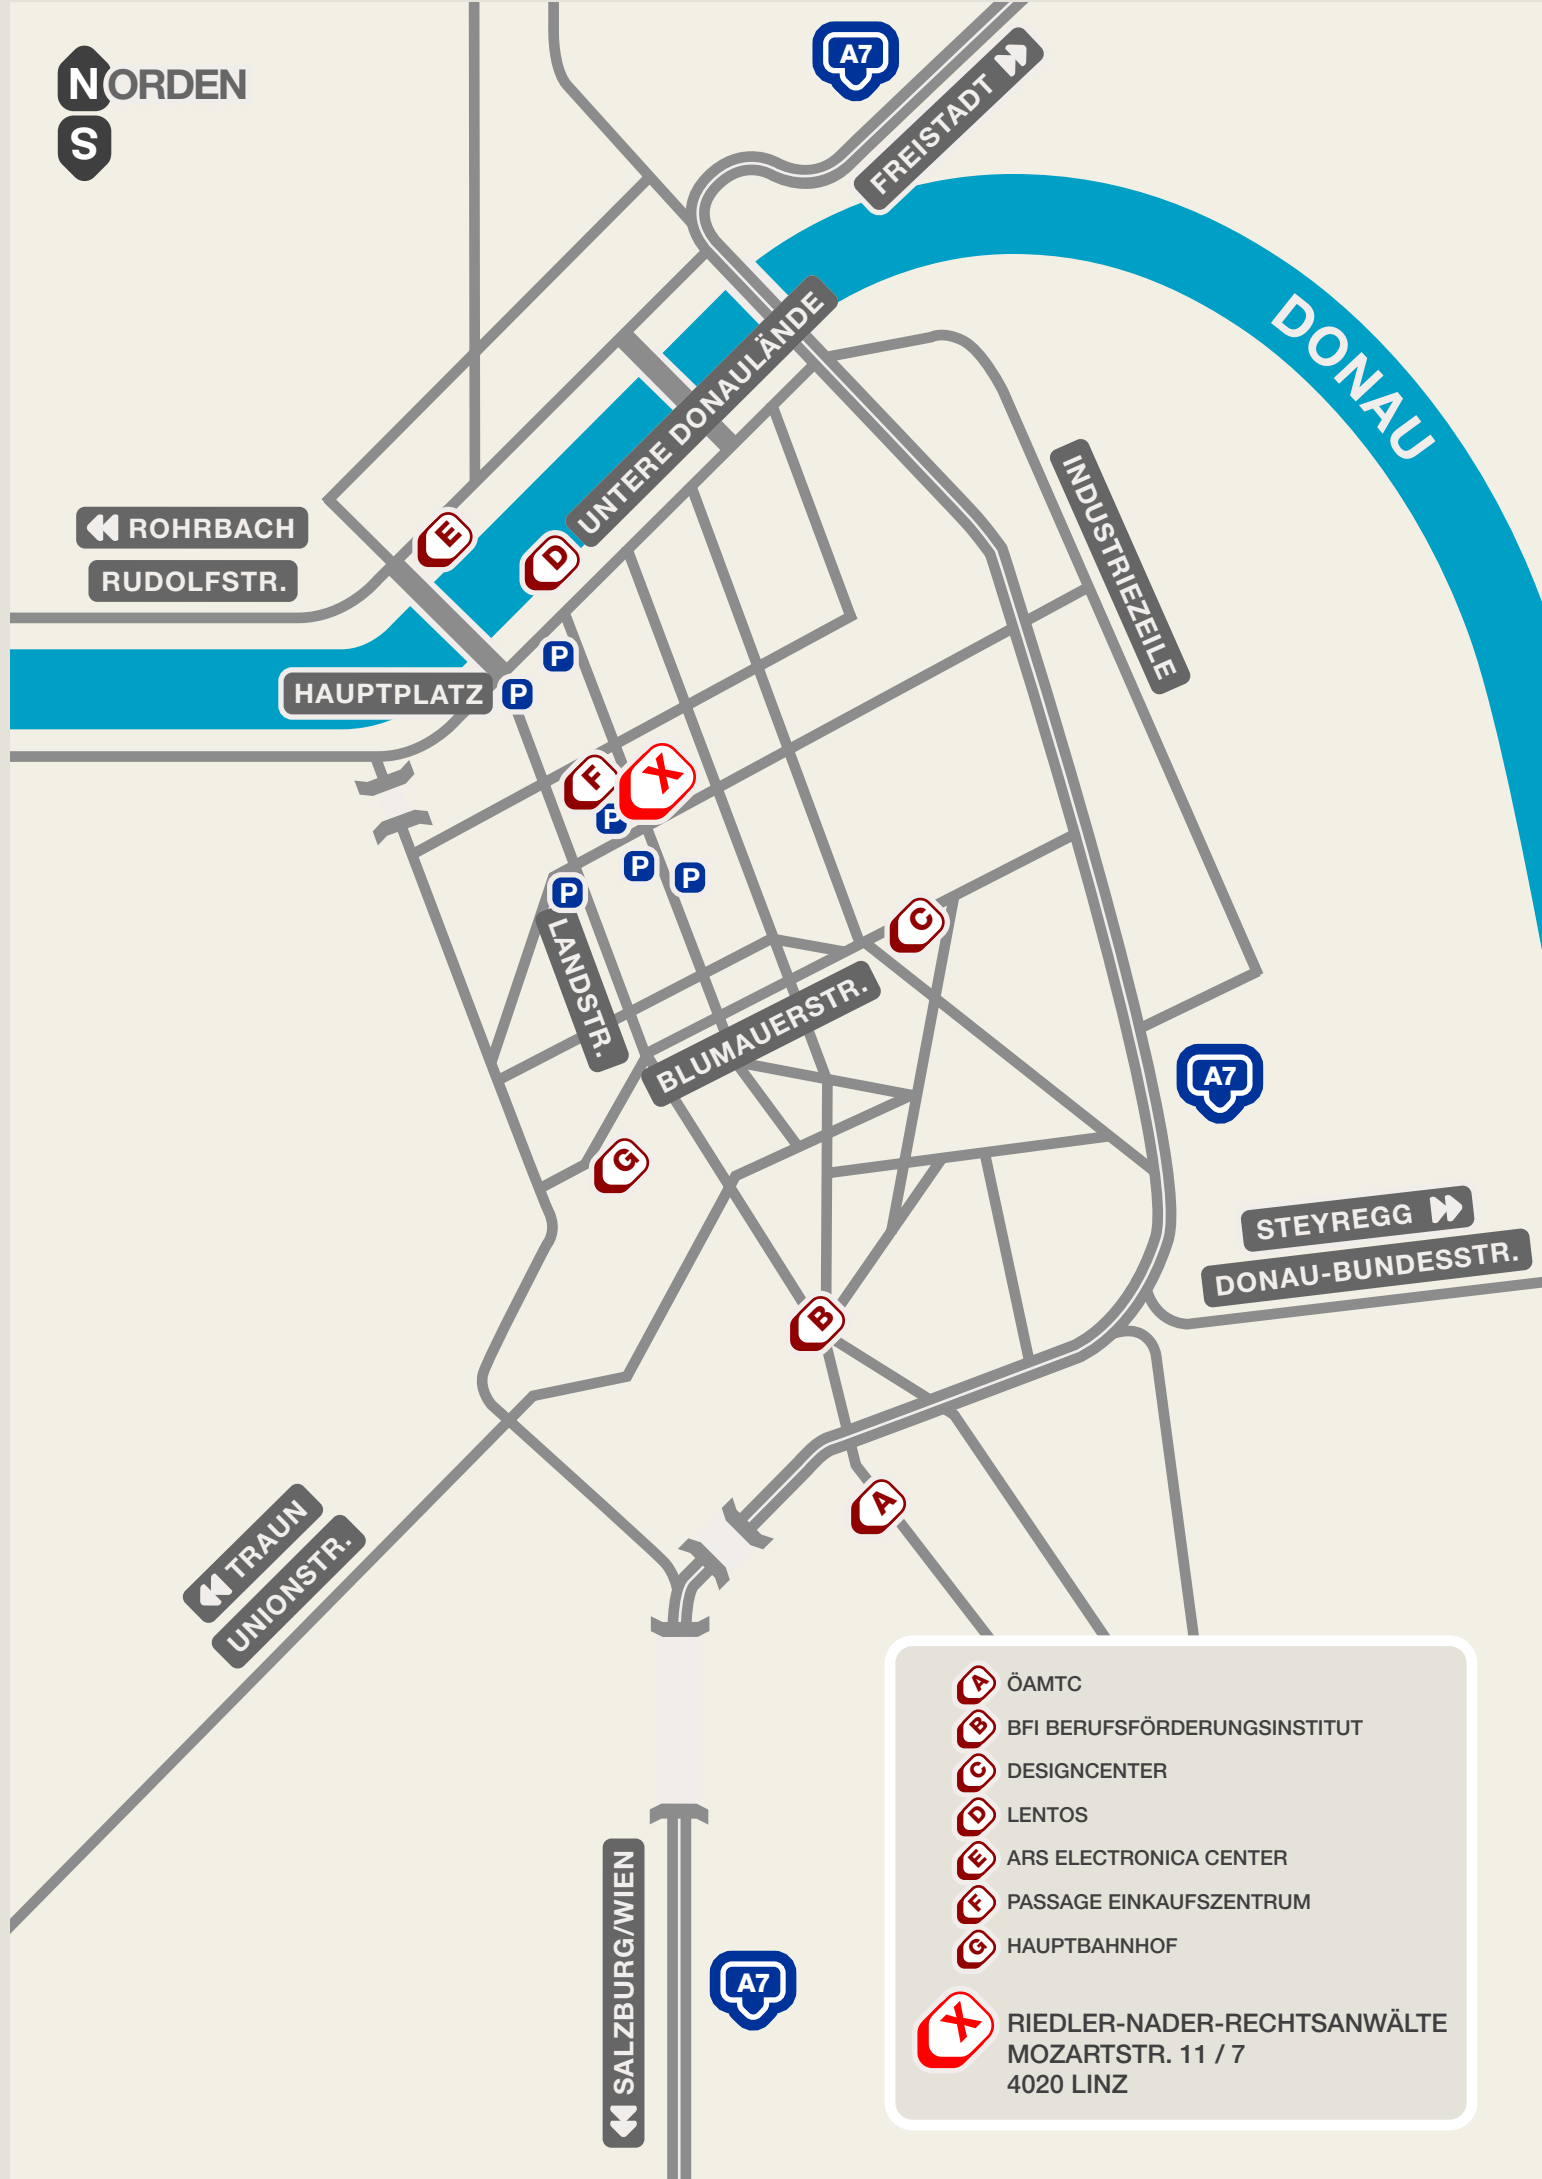 A7
NORDEN
S
FREISTADT
DONAU
UNTERE DONAULÄNDE
INDUSTRIEZEILE
ROHRBACH
E
D
RUDOLFSTR.
P
HAUPTPLATZ
P
F
X
P
P
P
P
C
LANDSTR.
BLUMAUERSTR.
A7
G
STEYREGG
DONAU-BUNDESSTR.
B
A
TRAUN
UNIONSTR.
SALZBURG/WIEN
A7
A ÖAMTC
B BFI BERUFSFÖRDERUNGSINSTITUT
C DESIGNCENTER
D LENTOS
E ARS ELECTRONICA CENTER
F PASSAGE EINKAUFSZENTRUM
G HAUPTBAHNHOF
X RIEDLER-NADER-RECHTSANWÄLTE
MOZARTSTR. 11 / 7
4020 LINZ